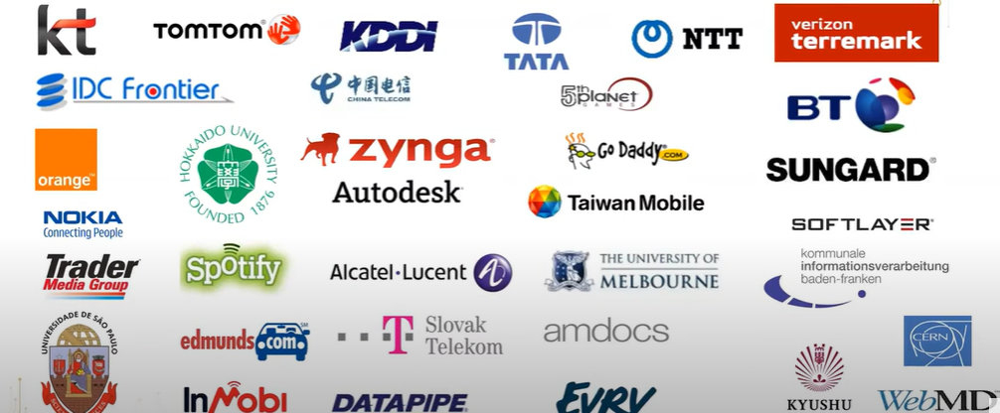 kt
TOMTOM
KDDI
TATA
NTT
verizon
terremark
IDC Frontier
中国电信
CHINA TELECOM
5th planet
GAMES
BT
orange™
HOKKAIDO UNIVERSITY
FOUNDED 1876
zynga®
Go Daddy.COM
SUNGARD®
Autodesk®
Taiwan Mobile
NOKIA
Connecting People
SOFTLAYER®
Trader
Media Group
Spotify
Alcatel·Lucent
THE UNIVERSITY OF
MELBOURNE
kommunale
informationsverarbeitung
baden-franken
UNIVERSIDADE DE SÃO PAULO
edmunds.com
T
Slovak
Telekom
amdocs
CERN
KYUSHU
InMobi
DATAPIPE
EVRY
WebMD